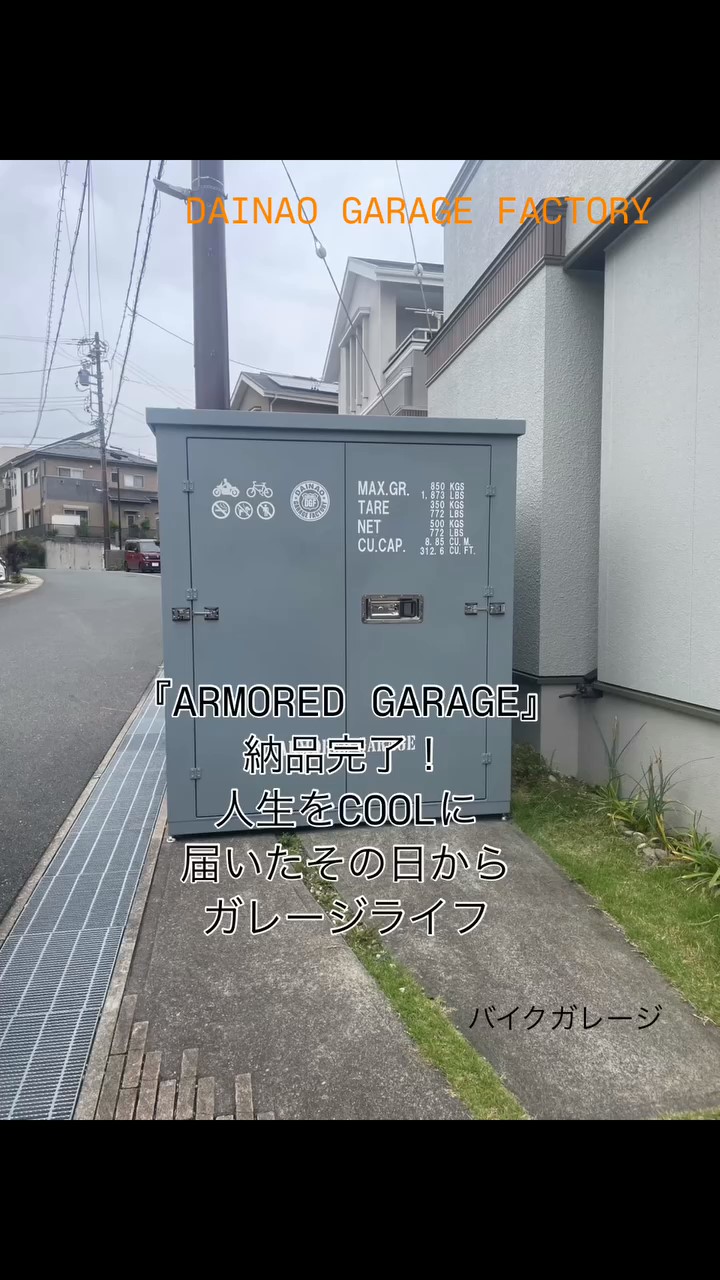 DAINAO GARAGE FACTORY
DAINAO
DGF
MAX.GR. 850 KGS
1,873 LBS
TARE 350 KGS
772 LBS
NET 500 KGS
772 LBS
CU.CAP. 8.85 CU.M.
312.6 CU.FT.
『ARMORED GARAGE』
納品完了！
人生をCOOLに
届いたその日から
ガレージライフ
バイクガレージ